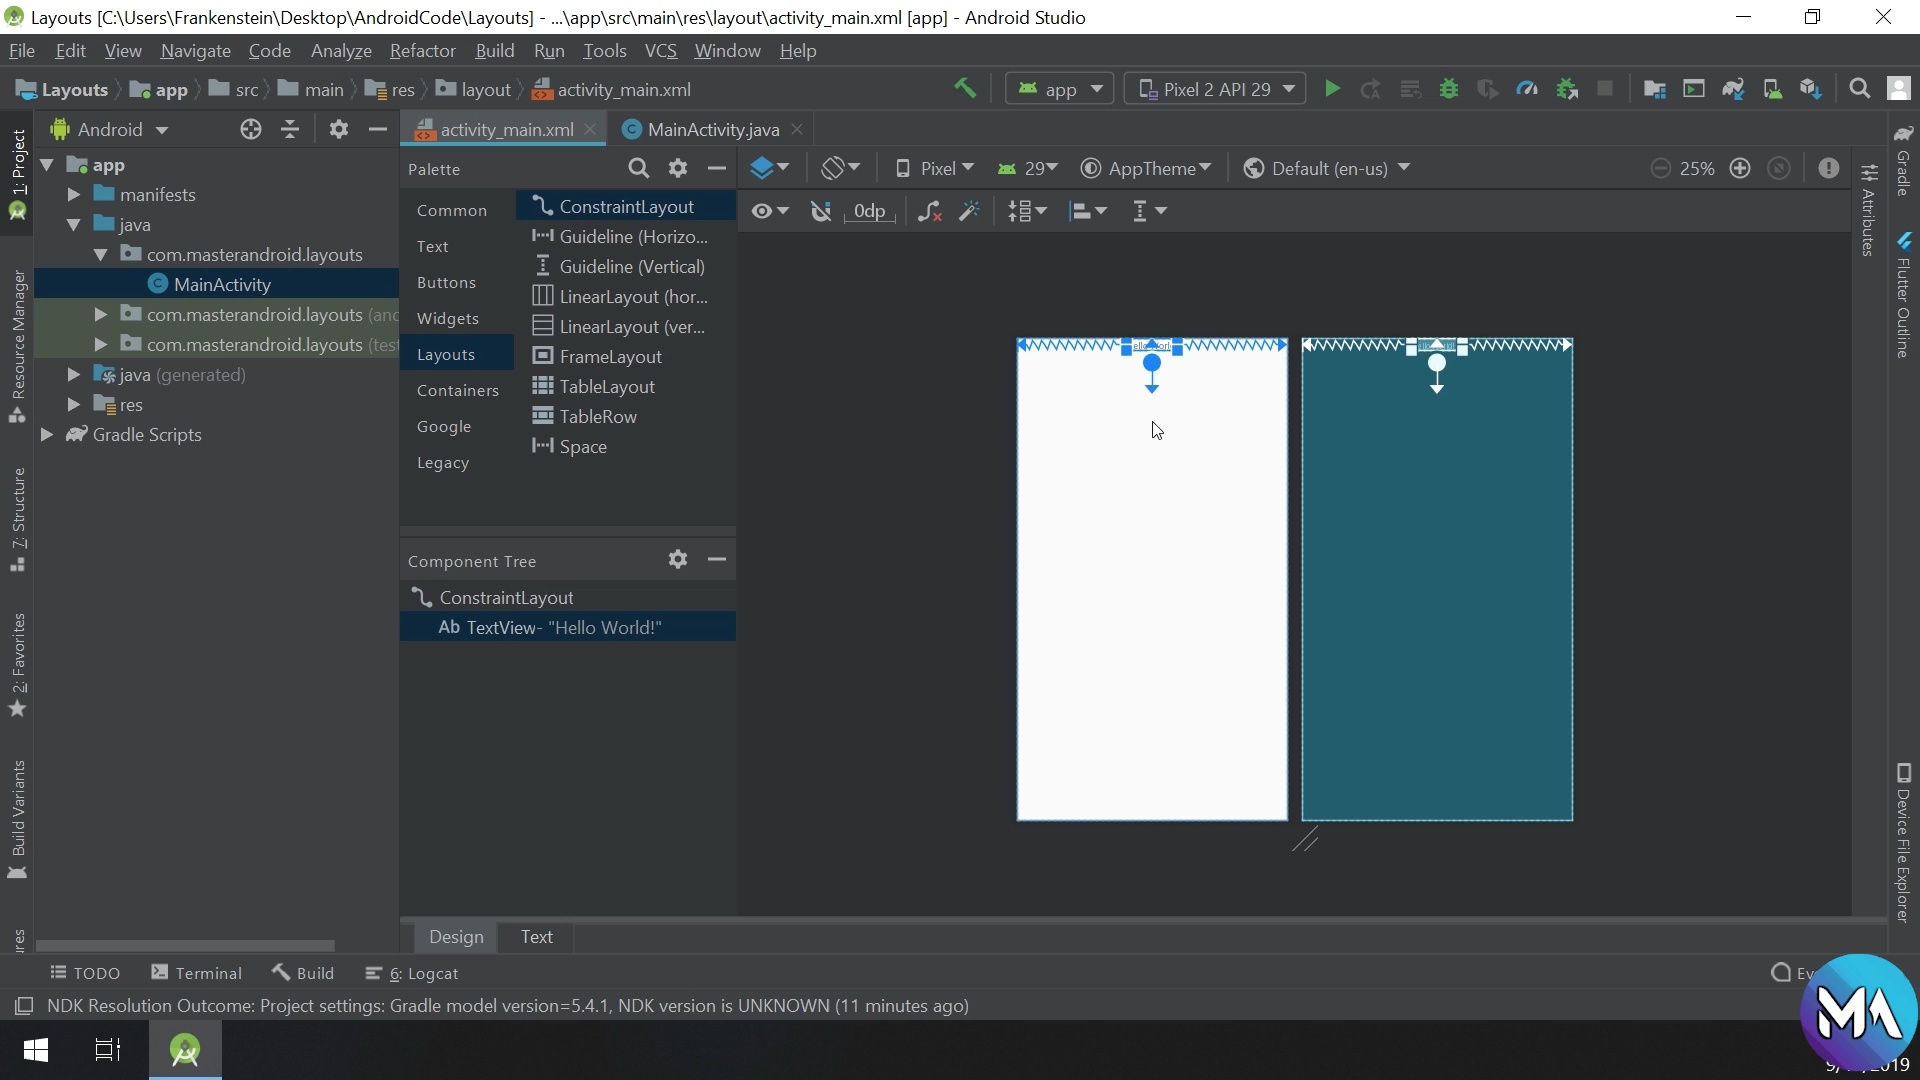 Layouts [C:\Users\Frankenstein\Desktop\AndroidCode\Layouts] - ...\app\src\main\res\layout\activity_main.xml [app] - Android Studio
File Edit View Navigate Code Analyze Refactor Build Run Tools VCS Window Help
Layouts app src main res layout activity_main.xml
app Pixel 2 API 29
1: Project
Resource Manager
7: Structure
2: Favorites
Build Variants
Android
app
manifests
java
com.masterandroid.layouts
MainActivity
com.masterandroid.layouts (and
com.masterandroid.layouts (test
java (generated)
res
Gradle Scripts
activity_main.xml MainActivity.java
Palette
Common
Text
Buttons
Widgets
Layouts
Containers
Google
Legacy
ConstraintLayout
Guideline (Horizo...
Guideline (Vertical)
LinearLayout (hor...
LinearLayout (ver...
FrameLayout
TableLayout
TableRow
Space
Component Tree
ConstraintLayout
Ab TextView- "Hello World!"
Pixel 29 AppTheme Default (en-us) 25%
0dp
Attributes
Gradle
Flutter Outline
Device File Explorer
Design Text
TODO Terminal Build 6: Logcat
NDK Resolution Outcome: Project settings: Gradle model version=5.4.1, NDK version is UNKNOWN (11 minutes ago)
MA